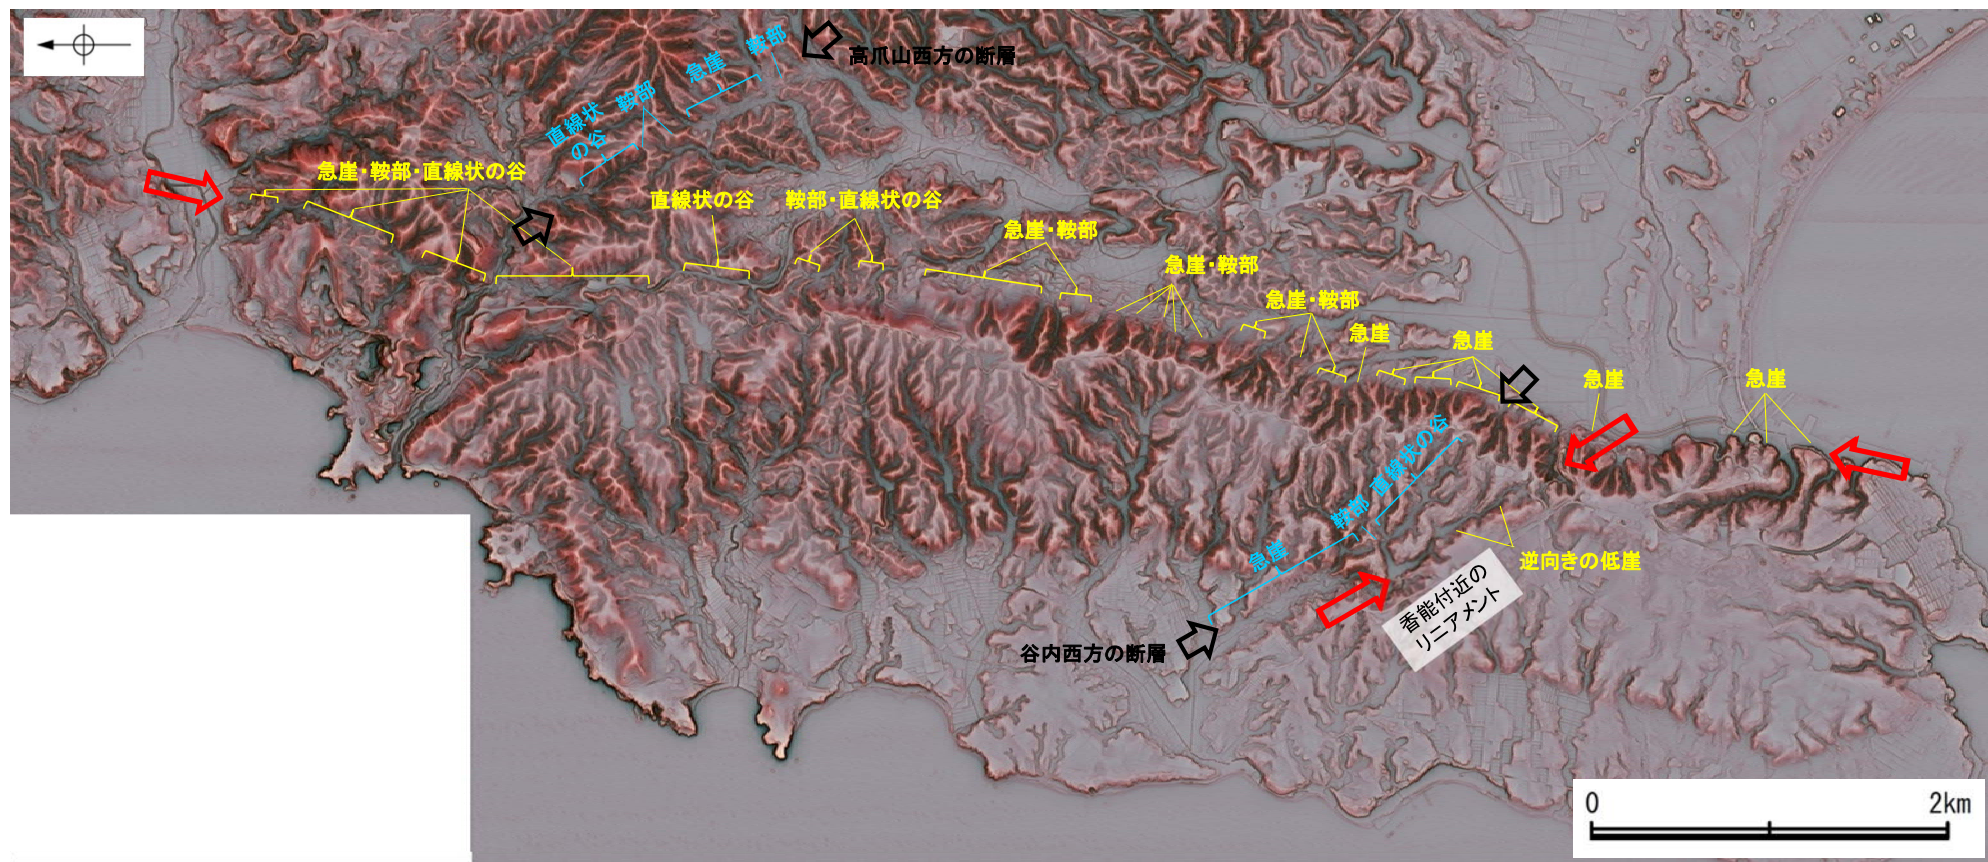 鞍部
急崖
高爪山西方の断層
鞍部
直線状
の谷
急崖・鞍部・直線状の谷
直線状の谷
鞍部・直線状の谷
急崖・鞍部
急崖・鞍部
急崖・鞍部
急崖
急崖
急崖
急崖
直線状の谷
鞍部
急崖
逆向きの低崖
香能付近の
リニアメント
谷内西方の断層
0 2km